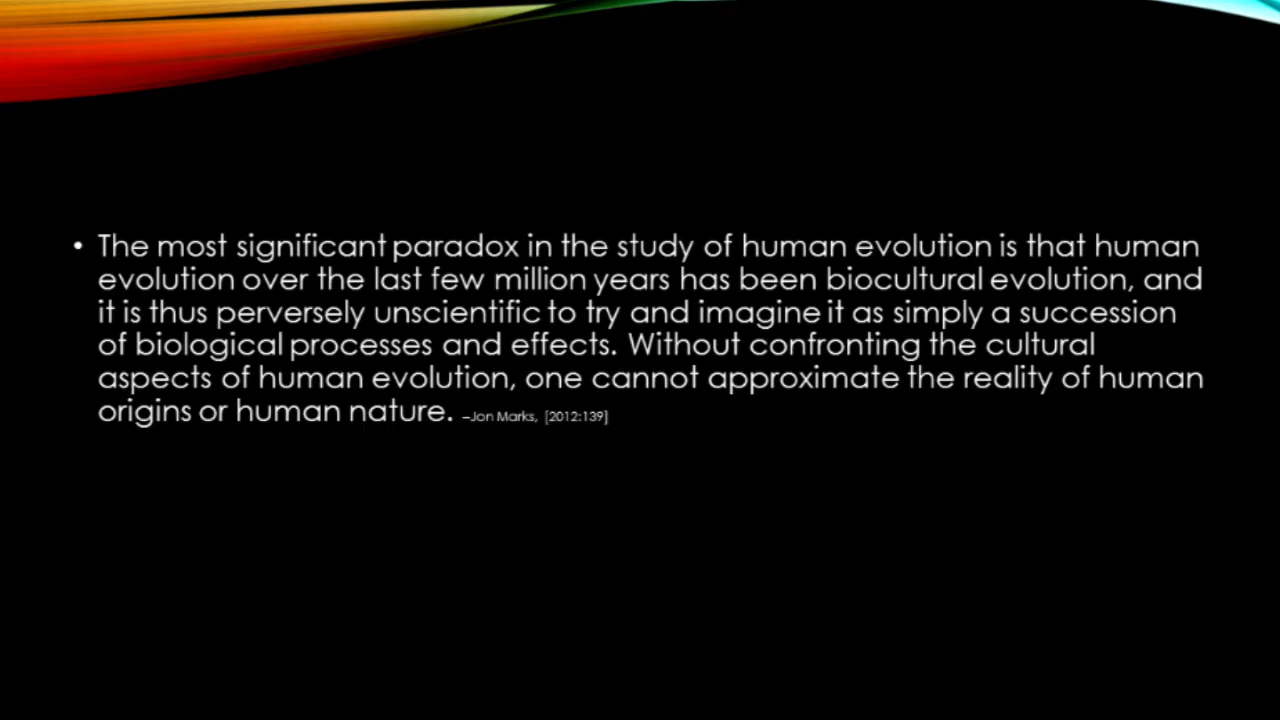 • The most significant paradox in the study of human evolution is that human
evolution over the last few million years has been biocultural evolution, and
it is thus perversely unscientific to try and imagine it as simply a succession
of biological processes and effects. Without confronting the cultural
aspects of human evolution, one cannot approximate the reality of human
origins or human nature. –Jon Marks, [2012:139]